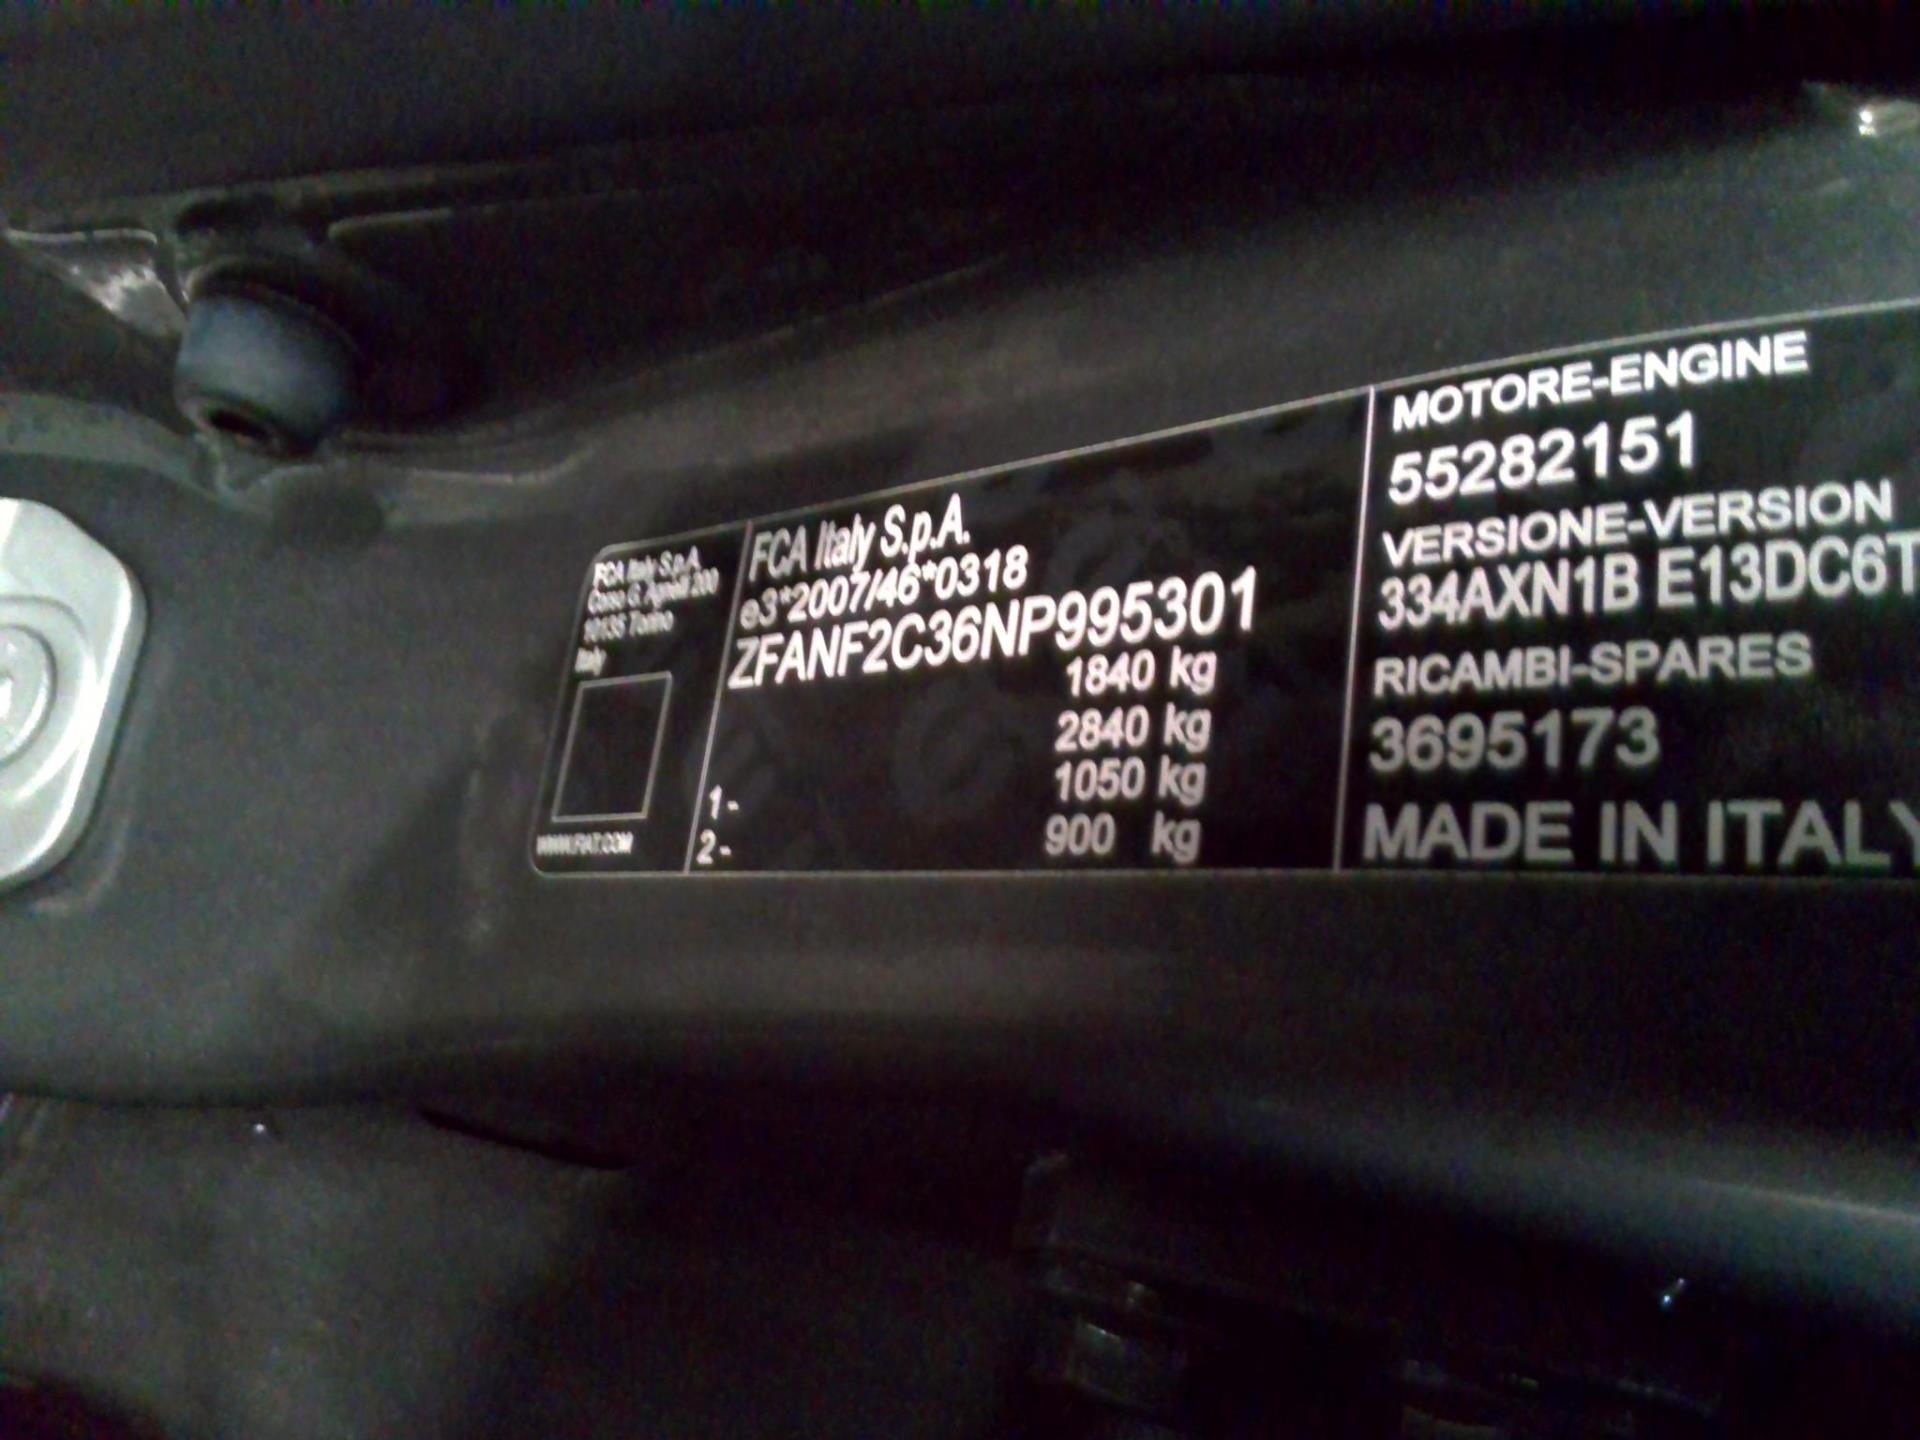 FCA Italy S.p.A.
Corso G. Agnelli 200
10135 Torino
Italy
WWW.FIAT.COM
FCA Italy S.p.A.
e3*2007/46*0318
ZFANF2C36NP995301
1840 kg
2840 kg
1- 1050 kg
2- 900 kg
MOTORE-ENGINE
55282151
VERSIONE-VERSION
334AXN1B E13DC6T
RICAMBI-SPARES
3695173
MADE IN ITALY